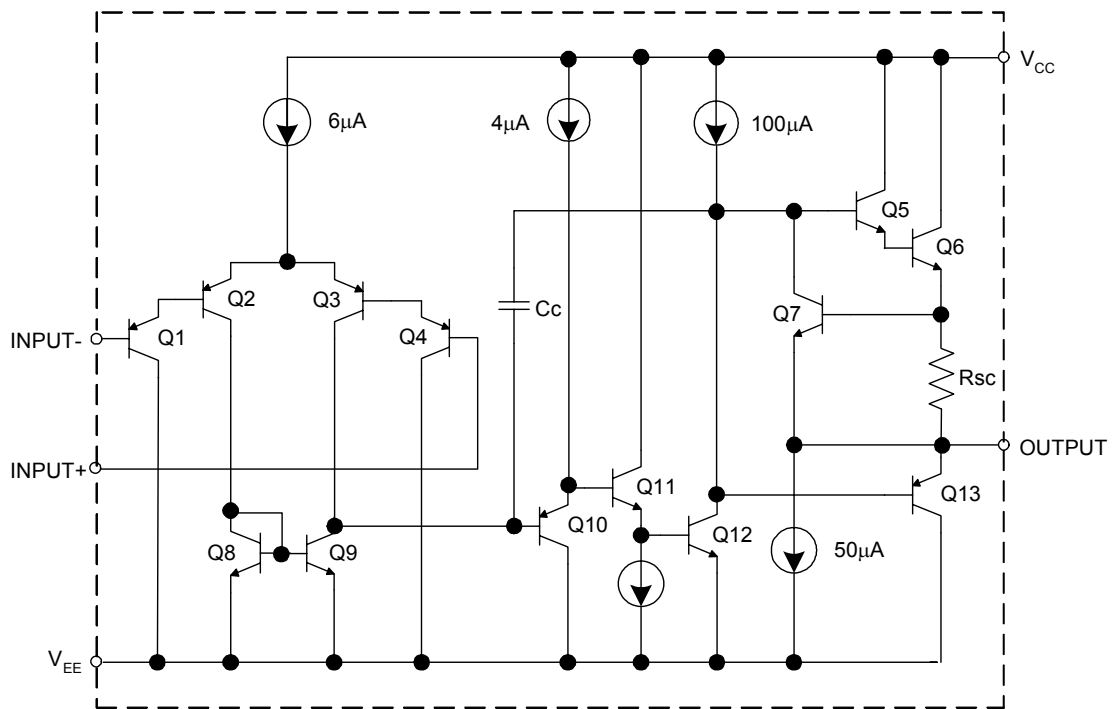 V_CC
6μA
4μA
100μA
Q5
Q6
Q2
Q3
Cc
Q7
INPUT-
Q1
Q4
Rsc
INPUT+
OUTPUT
Q11
Q13
Q10
Q12
Q8
Q9
50μA
V_EE